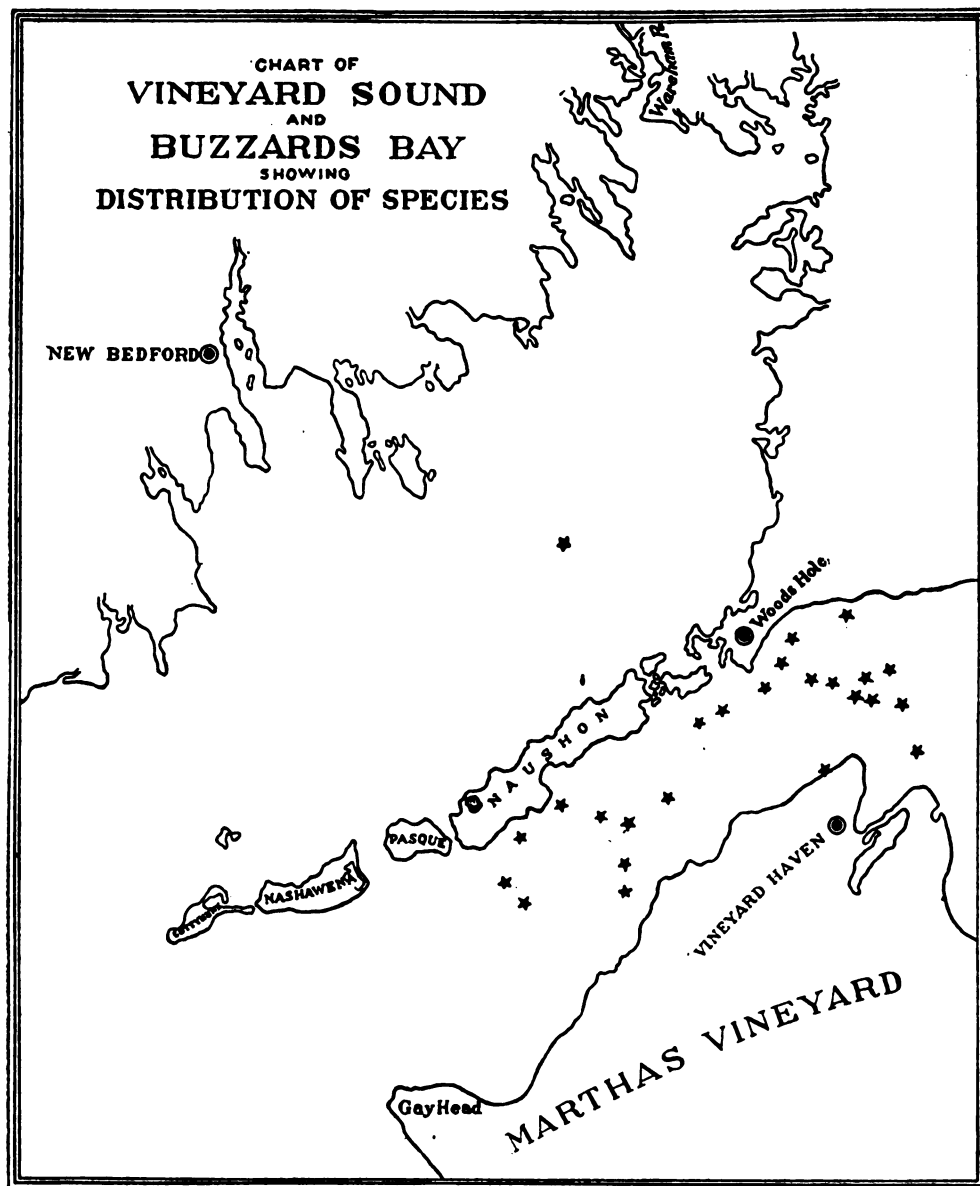 CHART OF
VINEYARD SOUND
AND
BUZZARDS BAY
SHOWING
DISTRIBUTION OF SPECIES
Wareham R.
NEW BEDFORD
Woods Hole.
NAUSHON
PASQUE
NASHAWENA
VINEYARD HAVEN
MARTHAS VINEYARD
Gay Head